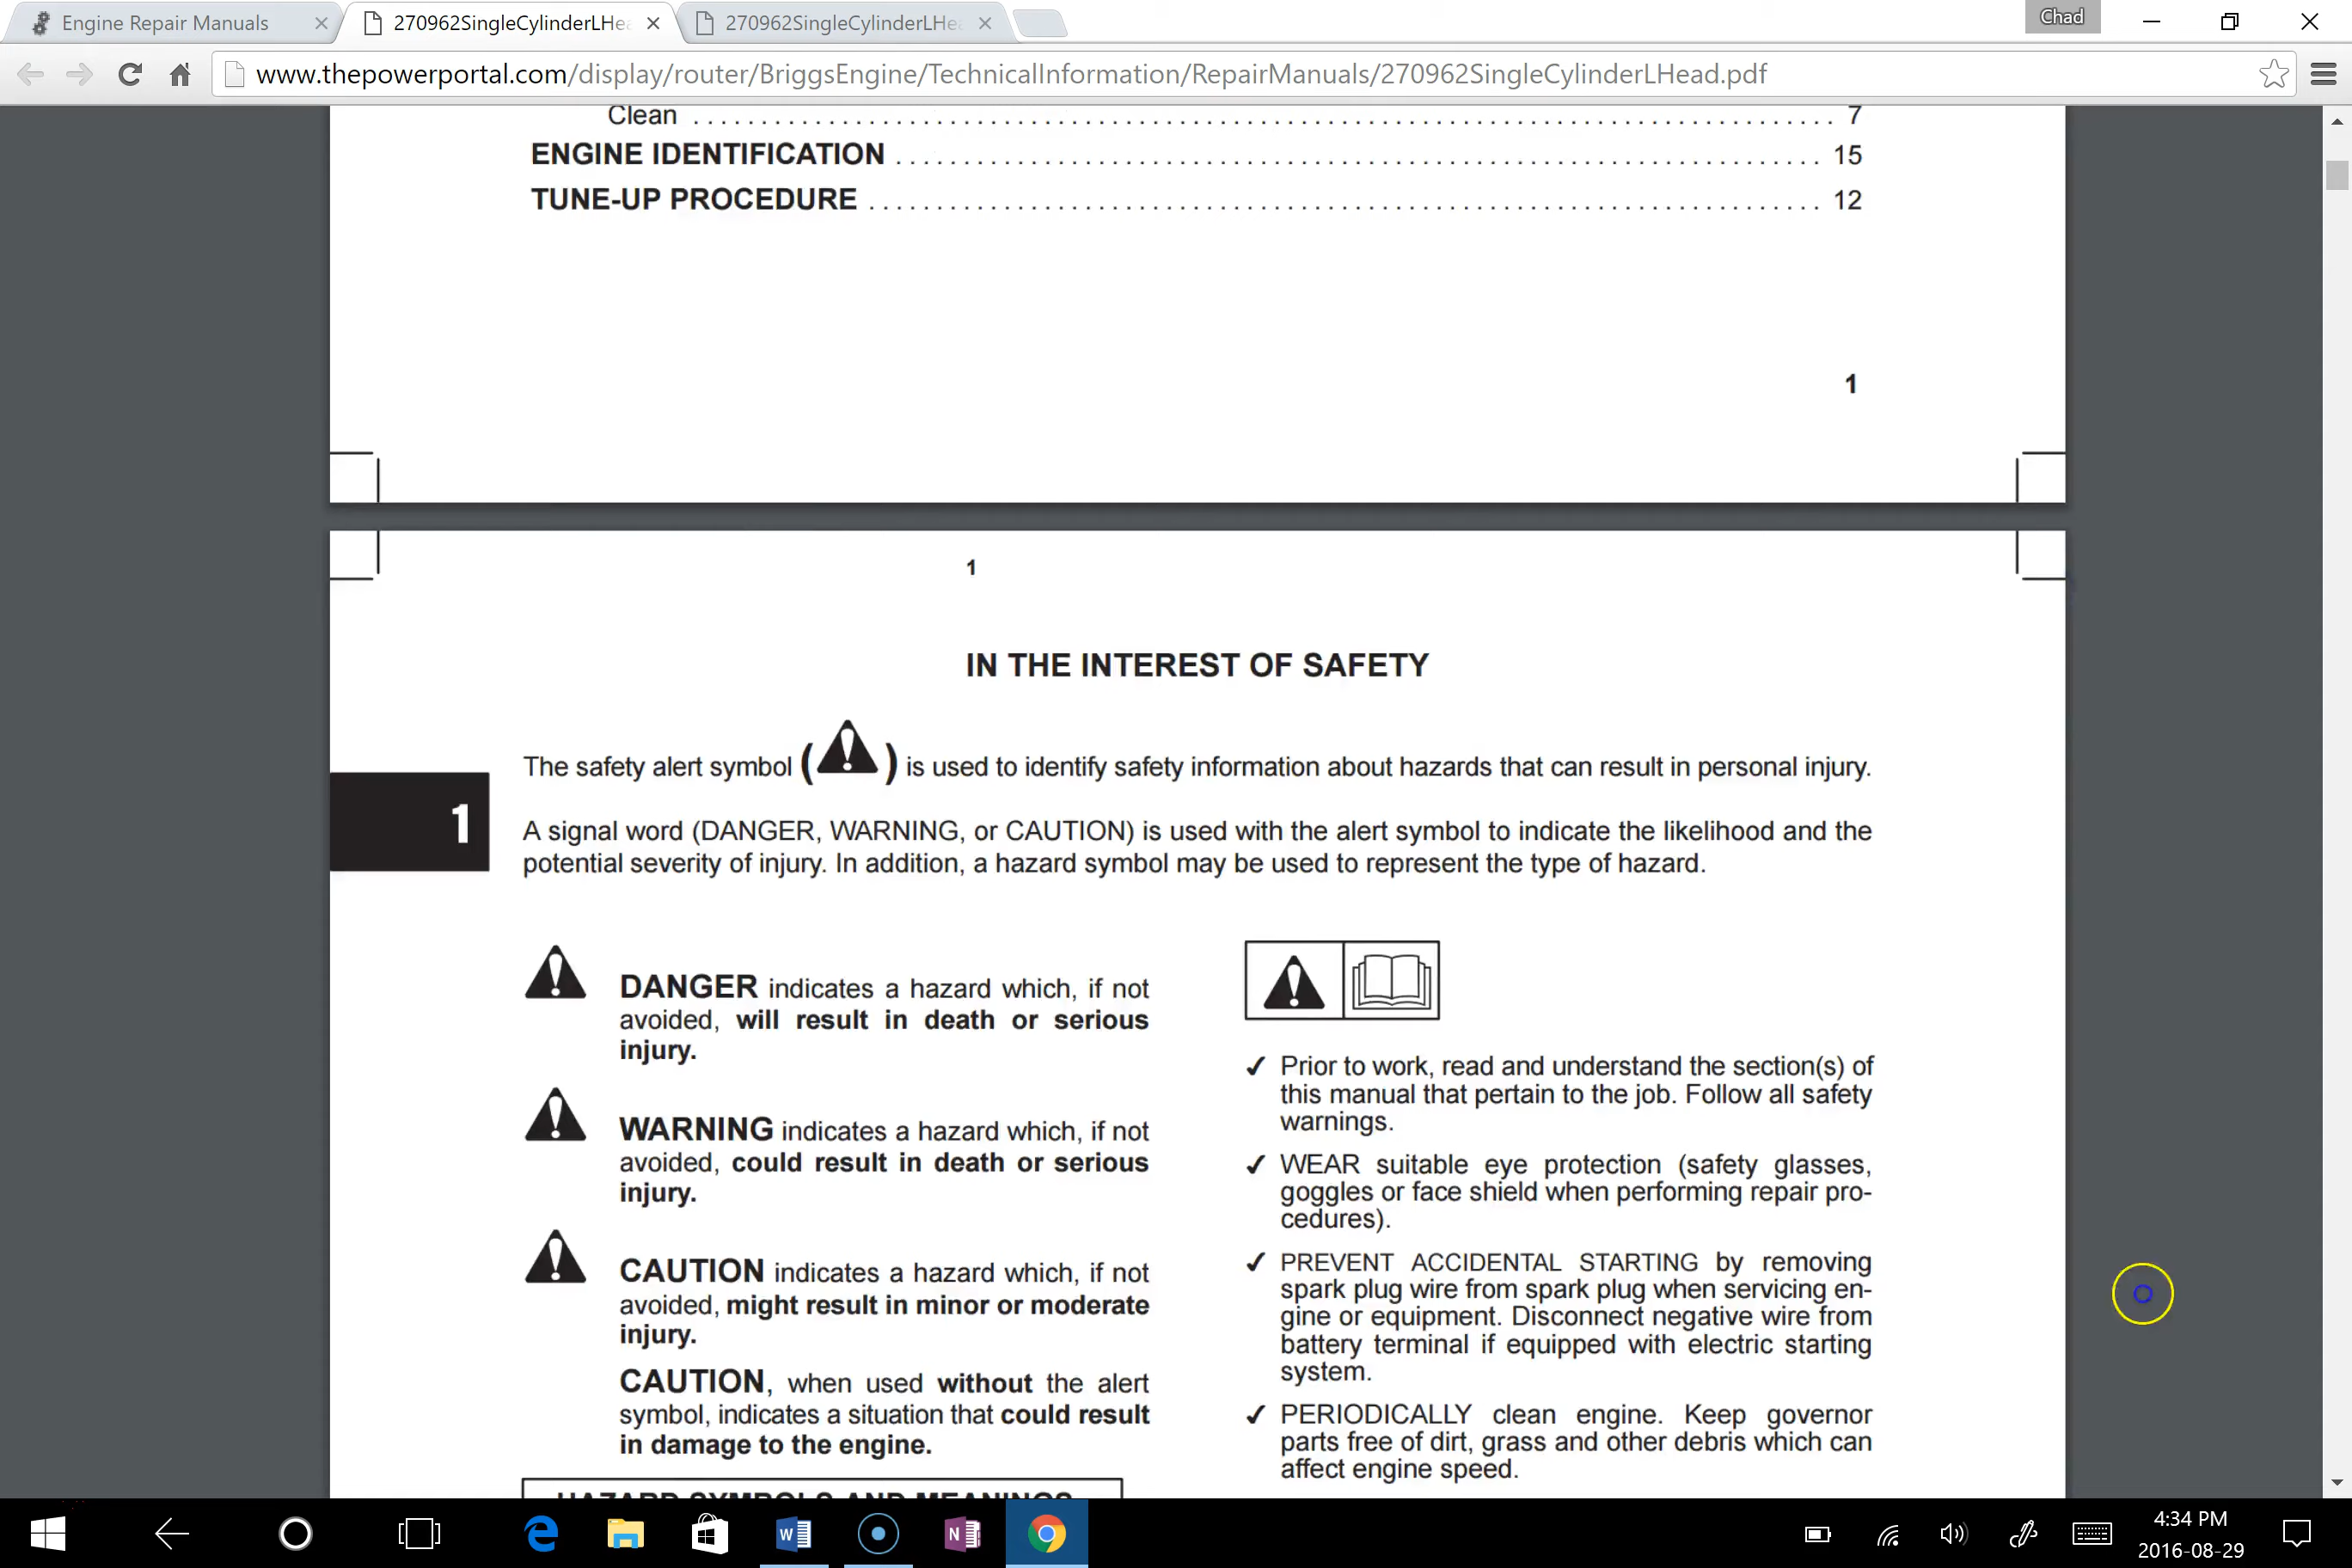 Engine Repair Manuals
270962SingleCylinderLHe
270962SingleCylinderLHe
Chad
www.thepowerportal.com/display/router/BriggsEngine/TechnicalInformation/RepairManuals/270962SingleCylinderLHead.pdf
Clean . . . . . . . . . . . . . . . . . . . . . . . . . . . . . . 7
ENGINE IDENTIFICATION . . . . . . . . . . . . . . . . . . . . . . . . . . . . . . 15
TUNE-UP PROCEDURE . . . . . . . . . . . . . . . . . . . . . . . . . . . . . . 12
1
1
IN THE INTEREST OF SAFETY
The safety alert symbol ( ! ) is used to identify safety information about hazards that can result in personal injury.
1
A signal word (DANGER, WARNING, or CAUTION) is used with the alert symbol to indicate the likelihood and the
potential severity of injury. In addition, a hazard symbol may be used to represent the type of hazard.
DANGER indicates a hazard which, if not
avoided, will result in death or serious
injury.
WARNING indicates a hazard which, if not
avoided, could result in death or serious
injury.
CAUTION indicates a hazard which, if not
avoided, might result in minor or moderate
injury.
CAUTION, when used without the alert
symbol, indicates a situation that could result
in damage to the engine.
HAZARD SYMBOLS AND MEANINGS
✓ Prior to work, read and understand the section(s) of
this manual that pertain to the job. Follow all safety
warnings.
✓ WEAR suitable eye protection (safety glasses,
goggles or face shield when performing repair pro-
cedures).
✓ PREVENT ACCIDENTAL STARTING by removing
spark plug wire from spark plug when servicing en-
gine or equipment. Disconnect negative wire from
battery terminal if equipped with electric starting
system.
✓ PERIODICALLY clean engine. Keep governor
parts free of dirt, grass and other debris which can
affect engine speed.
4:34 PM
2016-08-29